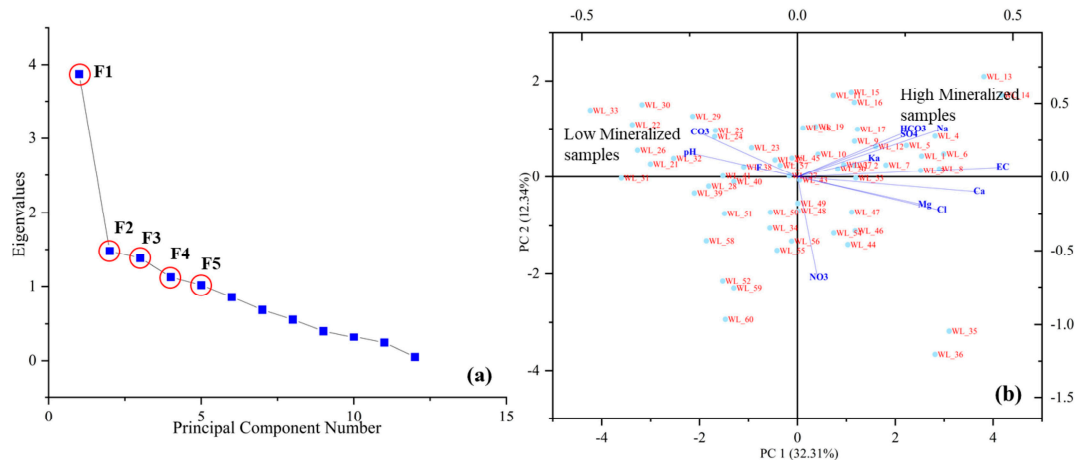 F1
F2
F3
F4
F5
4
3
2
1
0
0
5
10
15
Eigenvalues
Principal Component Number
(a)
-0.5
0.0
0.5
0.5
0.0
-0.5
-1.0
-1.5
2
0
-2
-4
-4
-2
0
2
4
PC 2 (12.34%)
PC 1 (32.31%)
(b)
Low Mineralized
samples
High Mineralized
samples
CO3
pH
F
HCO3
SO4
Na
Ka
EC
Ca
Mg
Cl
NO3
WL_13
WL_14
WL_15
WL_11
WL_16
WL_33
WL_30
WL_29
WL_22
WL_25
WL_24
WL_19
WL_17
WL_4
WL_9
WL_12
WL_5
WL_26
WL_32
WL_21
WL_23
WL_45
WL_10
WL_1
WL_6
WL_7
WL_8
WL_31
WL_28
WL_40
WL_39
WL_51
WL_49
WL_48
WL_47
WL_34
WL_46
WL_44
WL_58
WL_56
WL_52
WL_59
WL_60
WL_35
WL_36